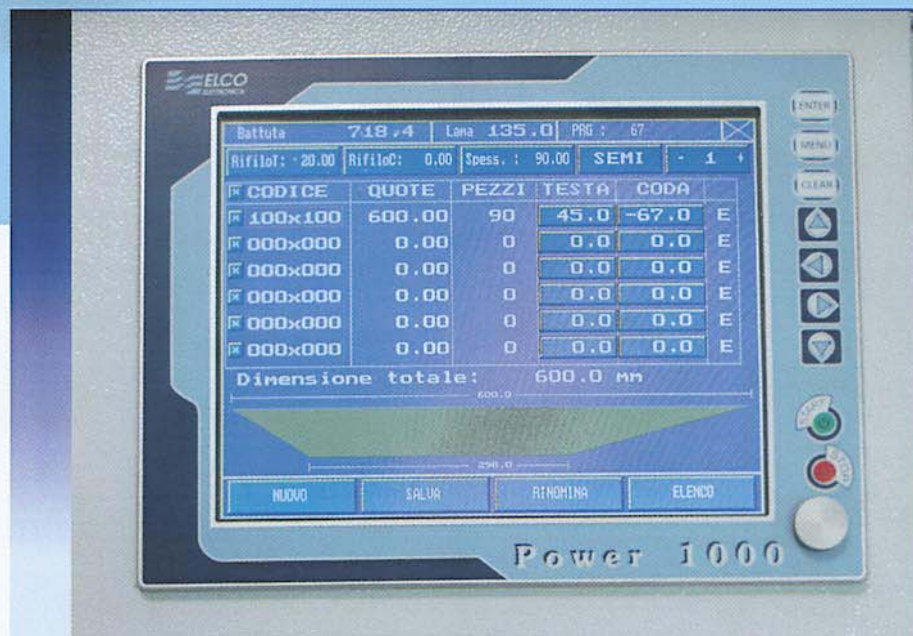 ELCO
ELETTRONICA
Battuta 718,4 Lama 135.0 PRG : 67
RifiloT: 20.00 RifiloC: 0.00 Spess. : 90.00 SEMI - 1 +
CODICE QUOTE PEZZI TESTA CODA
100x100 600.00 90 45.0 -67.0 E
000x000 0.00 0 0.0 0.0 E
000x000 0.00 0 0.0 0.0 E
000x000 0.00 0 0.0 0.0 E
000x000 0.00 0 0.0 0.0 E
000x000 0.00 0 0.0 0.0 E
Dimensione totale: 600.0 mm
600.0
298.0
NUOVO SALVA RINOMINA ELENCO
Power 1000
ENTER
MENU
CLEAR
START
STOP